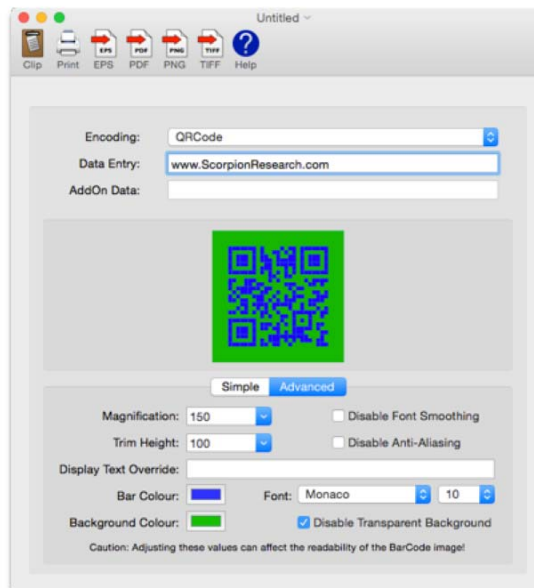 Untitled
EPS PDF PNG TIFF ?
Clip Print EPS PDF PNG TIFF Help
Encoding: QRCode
Data Entry: www.ScorpionResearch.com
AddOn Data:
Simple Advanced
Magnification: 150 Disable Font Smoothing
Trim Height: 100 Disable Anti-Aliasing
Display Text Override:
Bar Colour: Font: Monaco 10
Background Colour: Disable Transparent Background
Caution: Adjusting these values can affect the readability of the BarCode image!